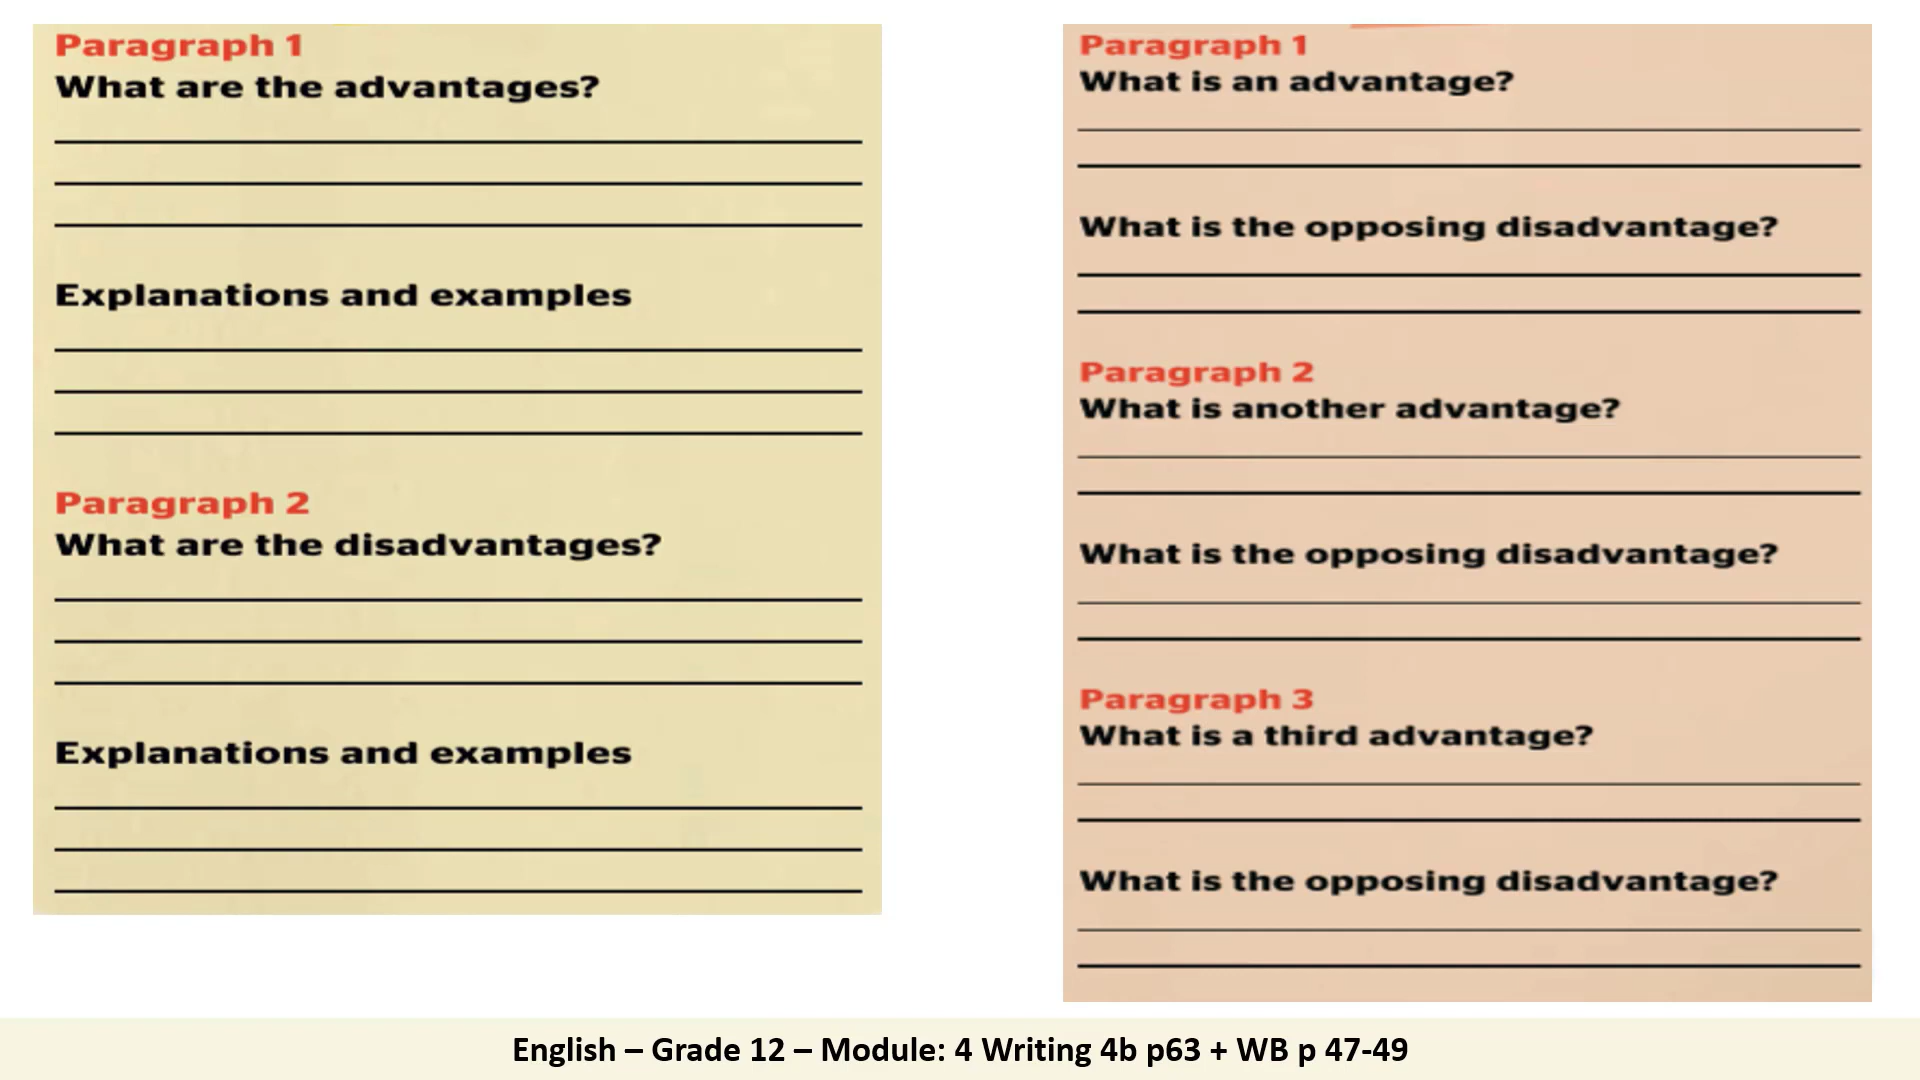 Paragraph 1
What are the advantages?
Explanations and examples
Paragraph 2
What are the disadvantages?
Explanations and examples
Paragraph 1
What is an advantage?
What is the opposing disadvantage?
Paragraph 2
What is another advantage?
What is the opposing disadvantage?
Paragraph 3
What is a third advantage?
What is the opposing disadvantage?
English – Grade 12 – Module: 4 Writing 4b p63 + WB p 47-49